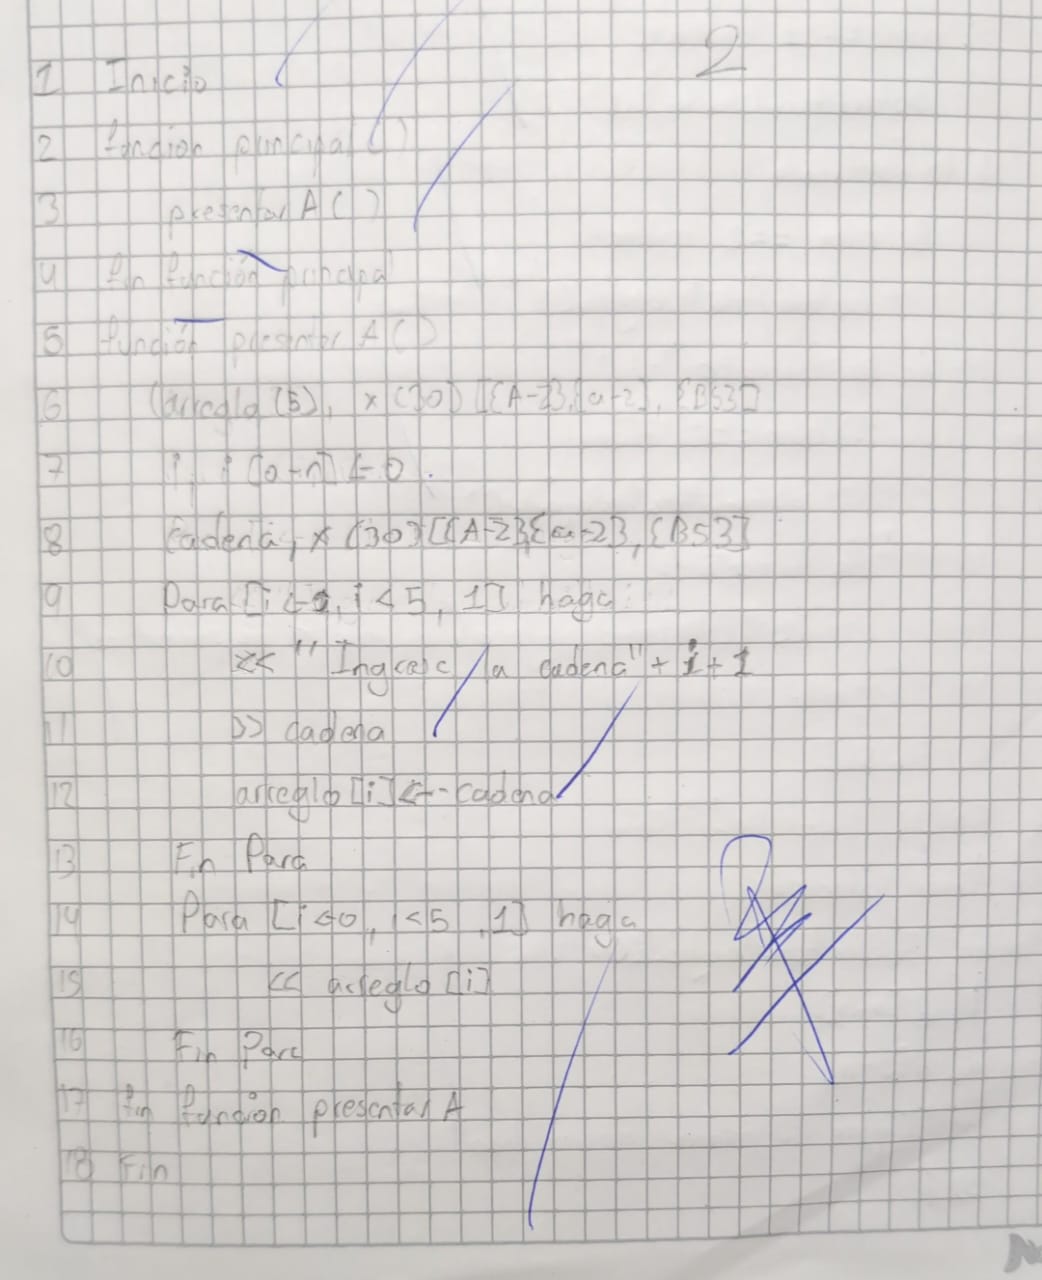 2
1 Inicio
2 función principal ()
3 presentar A ()
4 fin función principal
5 función presentar A ()
6 (arreglo (5), x (30) [{A-Z}{a-z}, {B53}]
7 i, i [0-n] ← 0
8 Cadena, x (30) [{A-Z}{a-z}, {B53}]
9 Para [i ← 0, i < 5, 1] haga
10 << "Ingrese la cadena" + i + 1
11 >> cadena
12 arreglo [i] ← cadena
13 Fin Para
14 Para [i ← 0, i < 5, 1] haga
15 << arreglo [i]
16 Fin Para
17 fin función presentar A
18 Fin